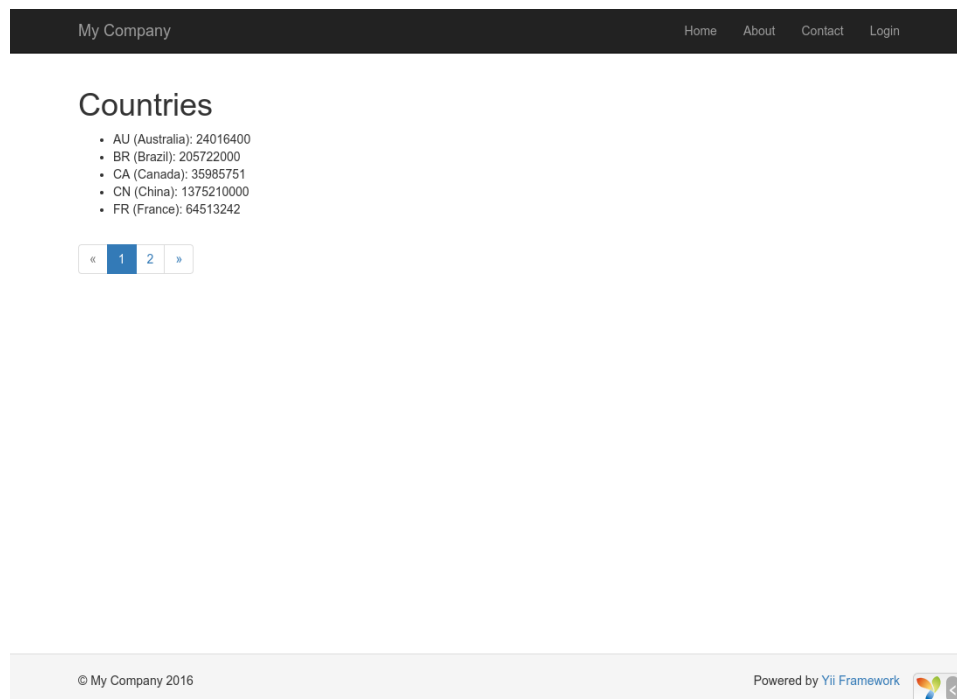 My Company Home About Contact Login
Countries
AU (Australia): 24016400
BR (Brazil): 205722000
CA (Canada): 35985751
CN (China): 1375210000
FR (France): 64513242
« 1 2 »
© My Company 2016 Powered by Yii Framework